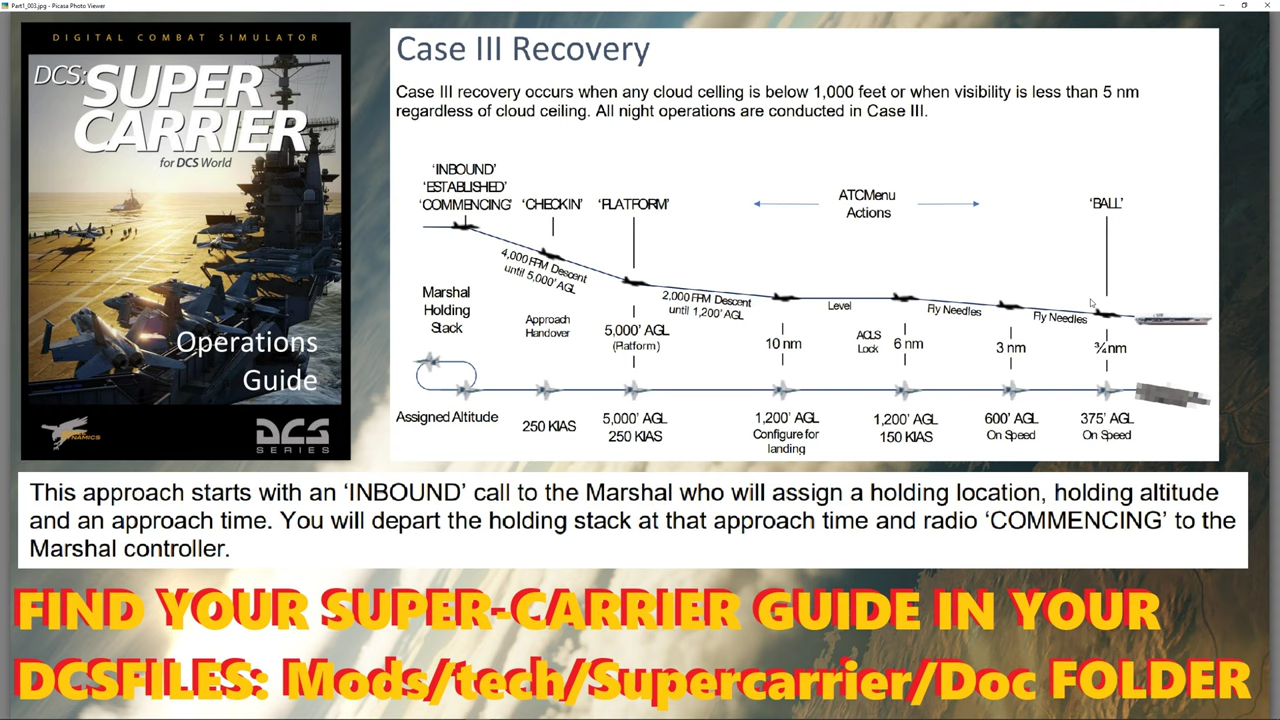 Part1_003.jpg - Picasa Photo Viewer
DIGITAL COMBAT SIMULATOR
DCS:
SUPER
CARRIER
for DCS World
Operations
Guide
DCS
SERIES
Case III Recovery
Case III recovery occurs when any cloud celling is below 1,000 feet or when visibility is less than 5 nm
regardless of cloud ceiling. All night operations are conducted in Case III.
'INBOUND'
'ESTABLISHED'
'COMMENCING'
'CHECKIN'
'PLATFORM'
ATCMenu
Actions
'BALL'
4,000 FPM Descent
until 5,000' AGL
2,000 FPM Descent
until 1,200' AGL
Level
Fly Needles
Fly Needles
Marshal
Holding
Stack
Approach
Handover
5,000' AGL
(Platform)
10 nm
ACLS
Lock
6 nm
3 nm
¾ nm
Assigned Altitude
250 KIAS
5,000' AGL
250 KIAS
1,200' AGL
Configure for
landing
1,200' AGL
150 KIAS
600' AGL
On Speed
375' AGL
On Speed
This approach starts with an 'INBOUND' call to the Marshal who will assign a holding location, holding altitude
and an approach time. You will depart the holding stack at that approach time and radio 'COMMENCING' to the
Marshal controller.
FIND YOUR SUPER-CARRIER GUIDE IN YOUR
DCSFILES: Mods/tech/Supercarrier/Doc FOLDER